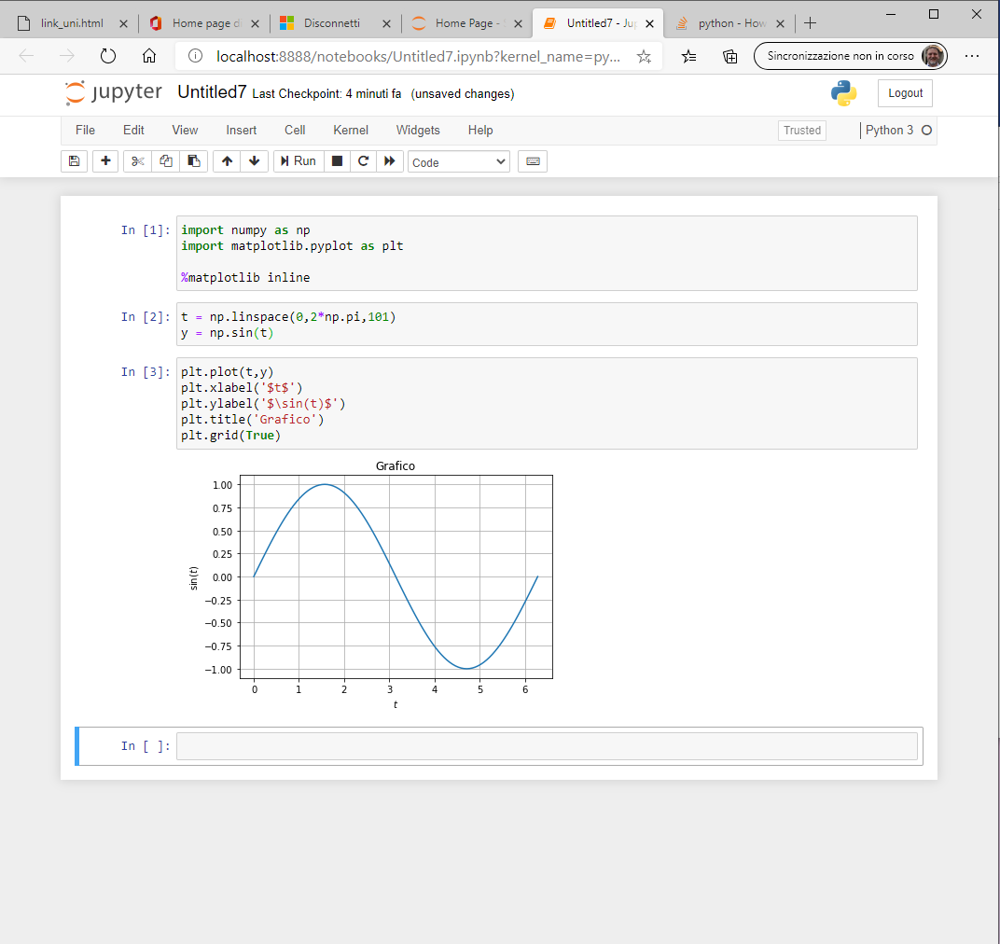 link_uni.html
Home page d
Disconnetti
Home Page -
Untitled7 - Ju
python - How
localhost:8888/notebooks/Untitled7.ipynb?kernel_name=py...
Sincronizzazione non in corso
jupyter Untitled7 Last Checkpoint: 4 minuti fa (unsaved changes)
Logout
File Edit View Insert Cell Kernel Widgets Help
Trusted
Python 3
Run
Code
In [1]: import numpy as np
import matplotlib.pyplot as plt
%matplotlib inline
In [2]: t = np.linspace(0,2*np.pi,101)
y = np.sin(t)
In [3]: plt.plot(t,y)
plt.xlabel('$t$')
plt.ylabel('$\sin(t)$')
plt.title('Grafico')
plt.grid(True)
Grafico
1.00
0.75
0.50
0.25
0.00
−0.25
−0.50
−0.75
−1.00
sin(t)
0 1 2 3 4 5 6
t
In [ ]: